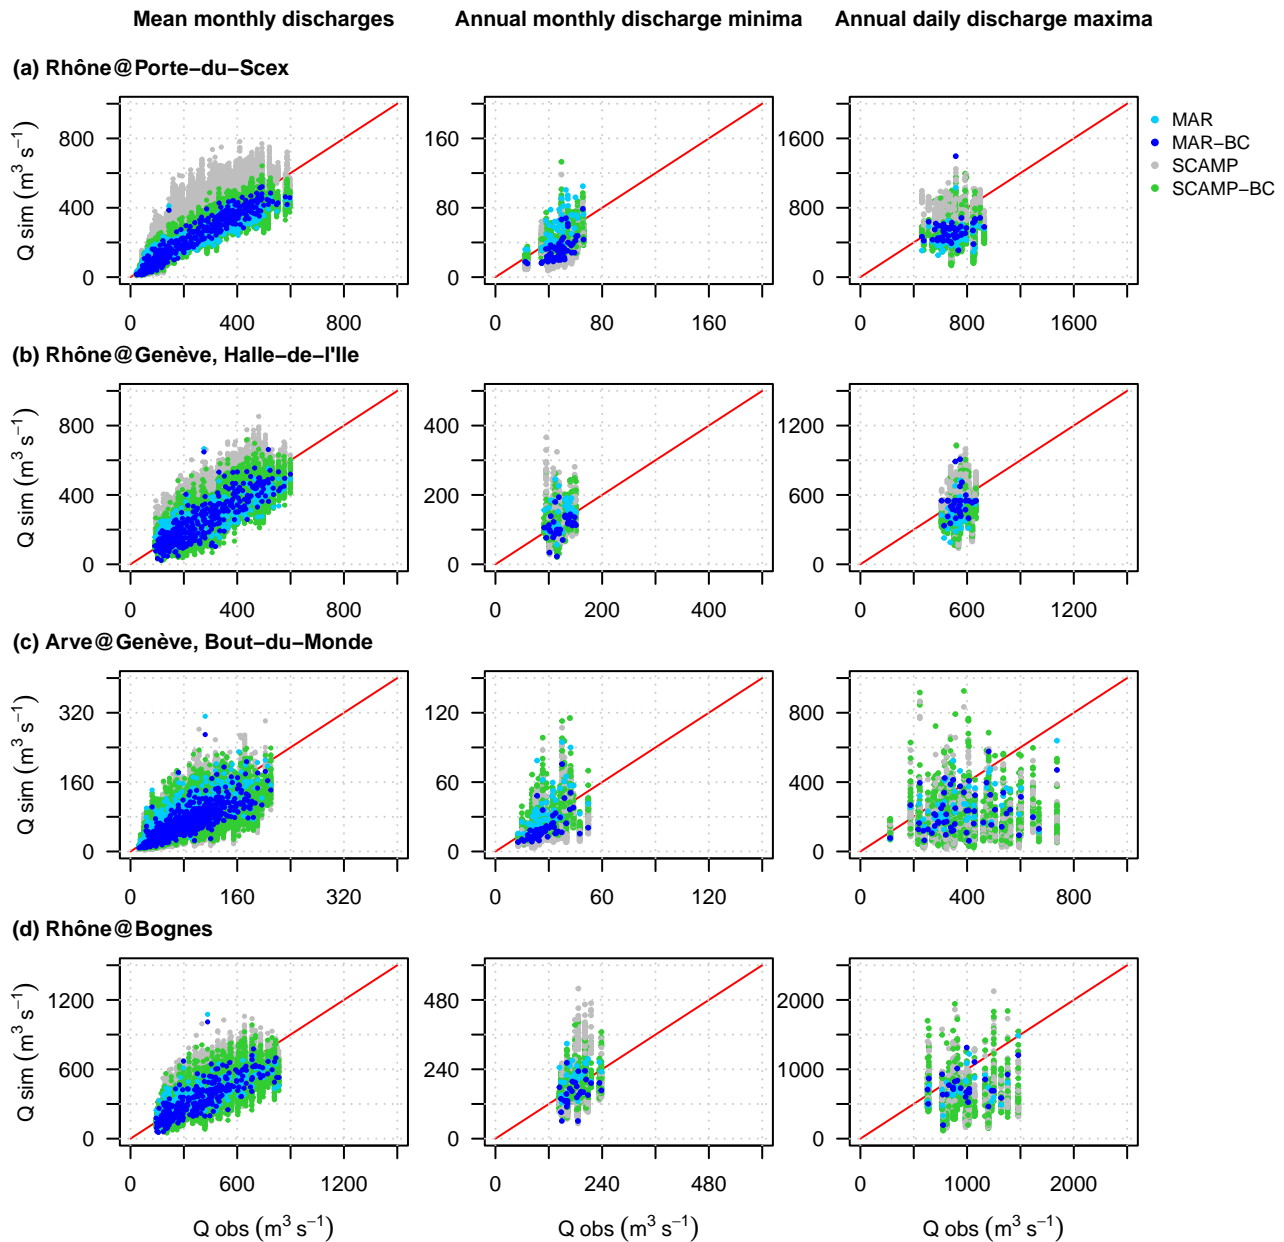 Mean monthly discharges Annual monthly discharge minima Annual daily discharge maxima
(a) Rhône@Porte−du−Scex
Q sim (m³ s⁻¹)
800
400
0
0 400 800
160
80
0
0 80 160
1600
800
0
0 800 1600
MAR
MAR−BC
SCAMP
SCAMP−BC
(b) Rhône@Genève, Halle−de−l'Ile
Q sim (m³ s⁻¹)
800
400
0
0 400 800
400
200
0
0 200 400
1200
600
0
0 600 1200
(c) Arve@Genève, Bout−du−Monde
Q sim (m³ s⁻¹)
320
160
0
0 160 320
120
60
0
0 60 120
800
400
0
0 400 800
(d) Rhône@Bognes
Q sim (m³ s⁻¹)
1200
600
0
0 600 1200
480
240
0
0 240 480
2000
1000
0
0 1000 2000
Q obs (m³ s⁻¹) Q obs (m³ s⁻¹) Q obs (m³ s⁻¹)